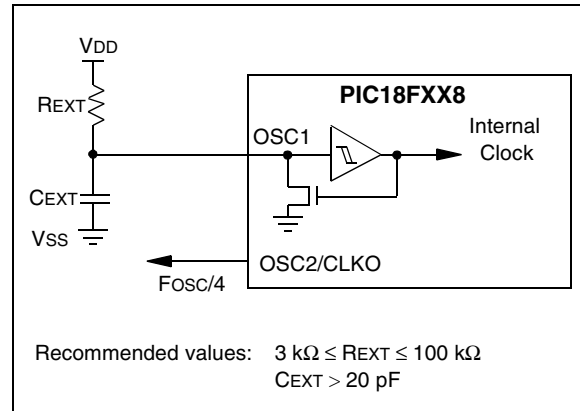 VDD
REXT
PIC18FXX8
OSC1
Internal
Clock
CEXT
VSS
OSC2/CLKO
FOSC/4
Recommended values: 3 kΩ ≤ REXT ≤ 100 kΩ
CEXT > 20 pF